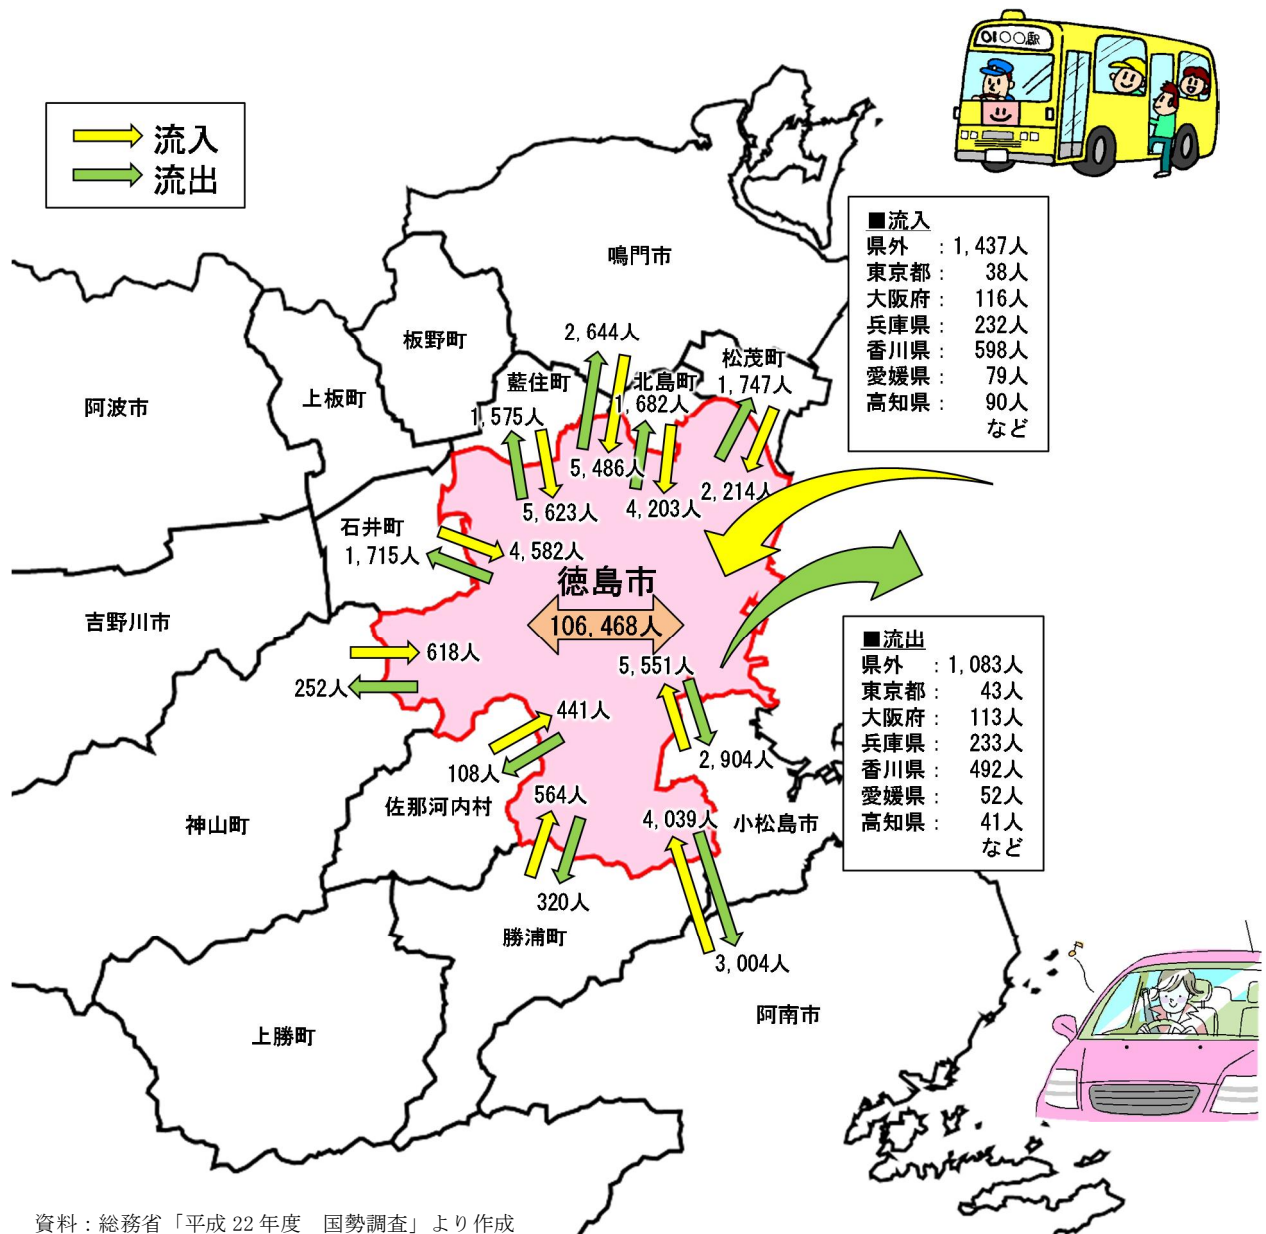 ○○駅
流入
流出
■流入
県外 : 1,437人
東京都 : 38人
大阪府 : 116人
兵庫県 : 232人
香川県 : 598人
愛媛県 : 79人
高知県 : 90人
など
鳴門市
板野町
上板町
阿波市
2,644人
藍住町
北島町
松茂町
1,747人
1,575人
1,682人
5,486人
5,623人
4,203人
2,214人
石井町
1,715人
4,582人
徳島市
106,468人
吉野川市
618人
252人
5,551人
441人
108人
2,904人
佐那河内村
564人
4,039人
小松島市
神山町
320人
勝浦町
3,004人
阿南市
上勝町
■流出
県外 : 1,083人
東京都 : 43人
大阪府 : 113人
兵庫県 : 233人
香川県 : 492人
愛媛県 : 52人
高知県 : 41人
など
資料：総務省「平成 22 年度　国勢調査」より作成